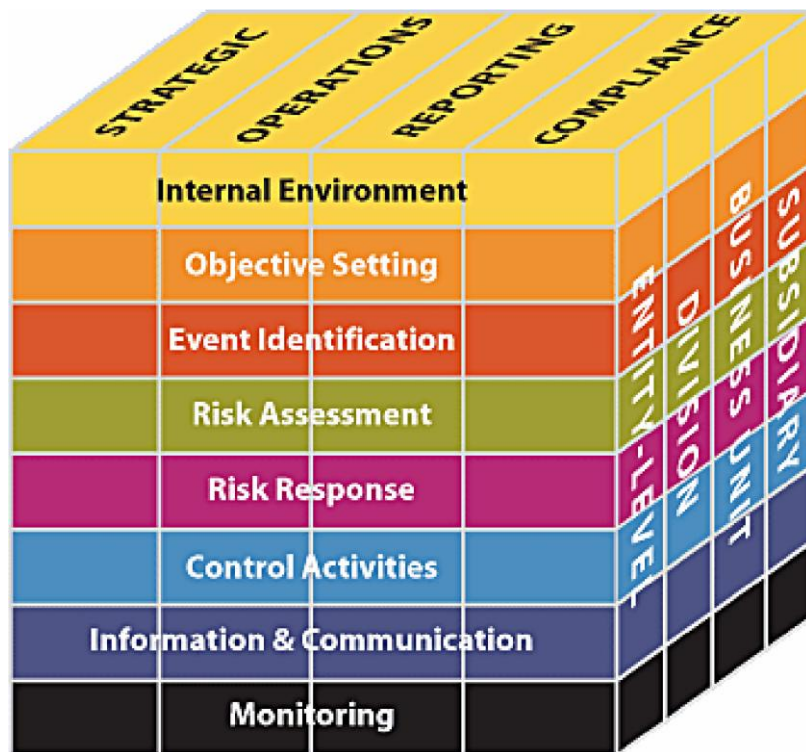 STRATEGIC
OPERATIONS
REPORTING
COMPLIANCE
Internal Environment
Objective Setting
Event Identification
Risk Assessment
Risk Response
Control Activities
Information & Communication
Monitoring
ENTITY-LEVEL
DIVISION
BUSINESS UNIT
SUBSIDIARY